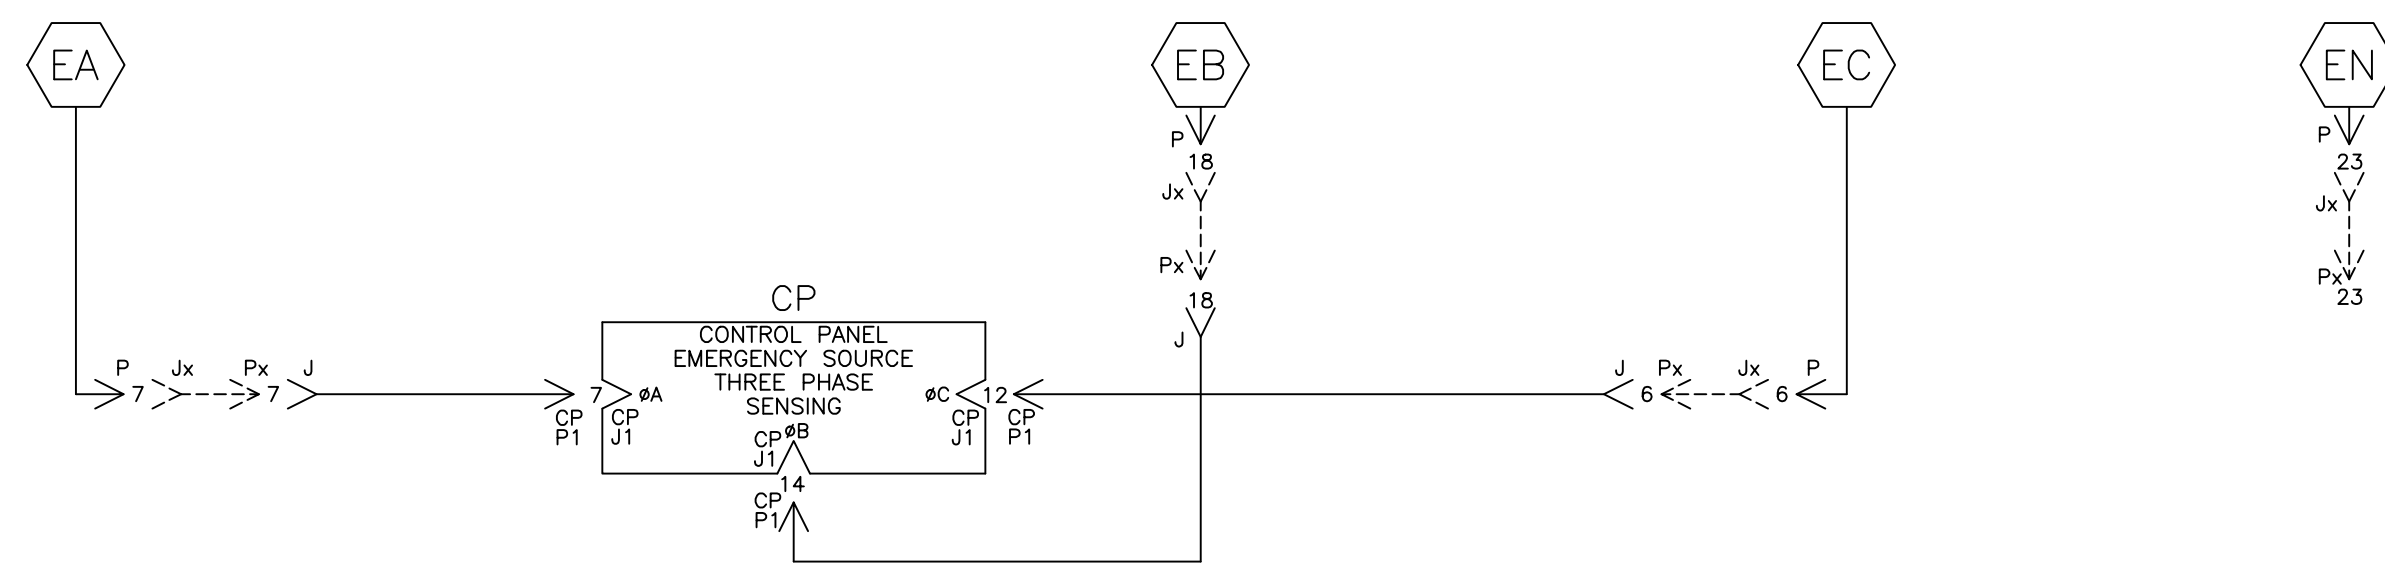 EA
EB
EC
EN
P
18
Jx
Px
18
J
P
23
Jx
Px
23
CP
CONTROL PANEL
EMERGENCY SOURCE
THREE PHASE
SENSING
P
7
Jx
Px
7
J
7
CP
P1
CP
J1
øA
øC
12
CP
J1
CP
P1
J
6
Px
Jx
6
P
CP
J1
øB
14
CP
P1